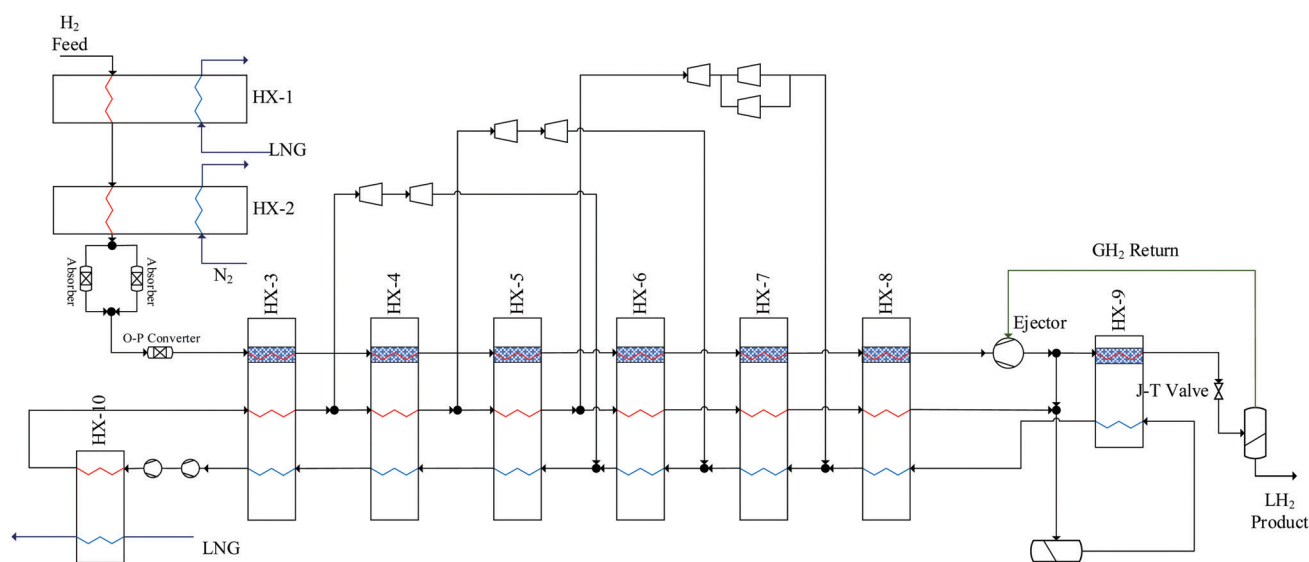 H2
Feed
HX-1
LNG
HX-2
N2
Absorber
Absorber
O-P Converter
HX-3
HX-4
HX-5
HX-6
HX-7
HX-8
GH2 Return
Ejector
HX-9
J-T Valve
HX-10
LNG
LH2
Product